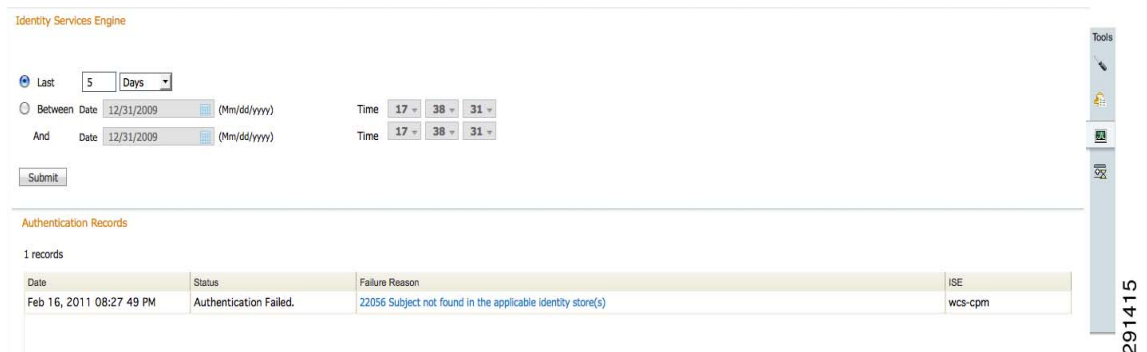 Identity Services Engine
Tools
Last 5 Days
Between Date 12/31/2009 (Mm/dd/yyyy) Time 17 38 31
And Date 12/31/2009 (Mm/dd/yyyy) Time 17 38 31
Submit
Authentication Records
1 records
Date Status Failure Reason ISE
Feb 16, 2011 08:27 49 PM Authentication Failed. 22056 Subject not found in the applicable identity store(s) wcs-cpm
291415